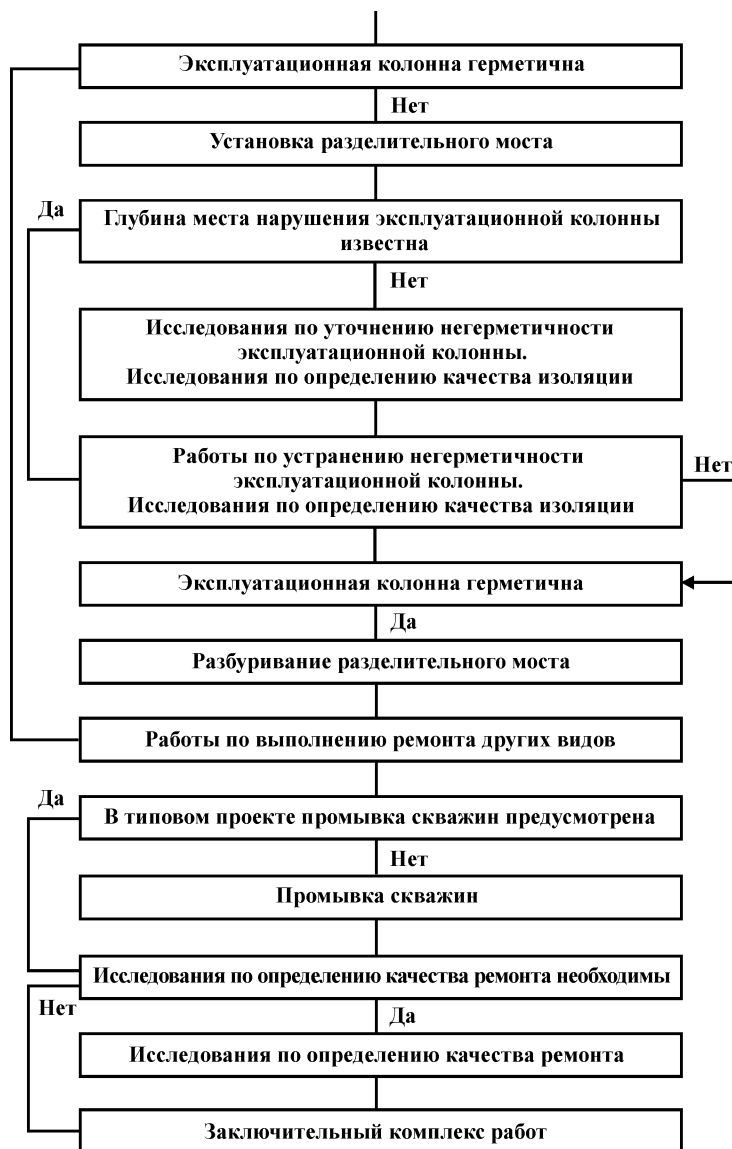 Эксплуатационная колонна герметична
Нет
Установка разделительного моста
Да
Глубина места нарушения эксплуатационной колонны
известна
Нет
Исследования по уточнению негерметичности
эксплуатационной колонны.
Исследования по определению качества изоляции
Работы по устранению негерметичности
эксплуатационной колонны.
Исследования по определению качества изоляции
Нет
Эксплуатационная колонна герметична
Да
Разбуривание разделительного моста
Работы по выполнению ремонта других видов
Да
В типовом проекте промывка скважин предусмотрена
Нет
Промывка скважин
Исследования по определению качества ремонта необходимы
Нет
Да
Исследования по определению качества ремонта
Заключительный комплекс работ